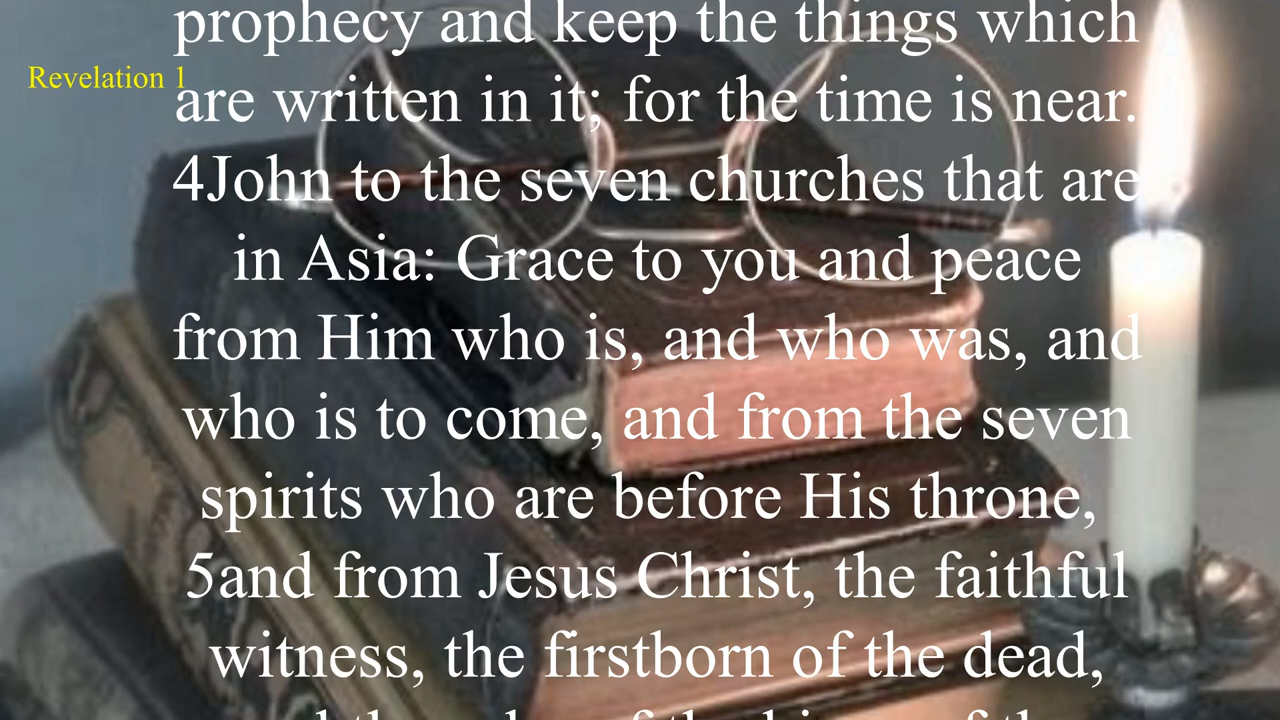 prophecy and keep the things which
Revelation 1
are written in it; for the time is near.
4John to the seven churches that are
in Asia: Grace to you and peace
from Him who is, and who was, and
who is to come, and from the seven
spirits who are before His throne,
5and from Jesus Christ, the faithful
witness, the firstborn of the dead,